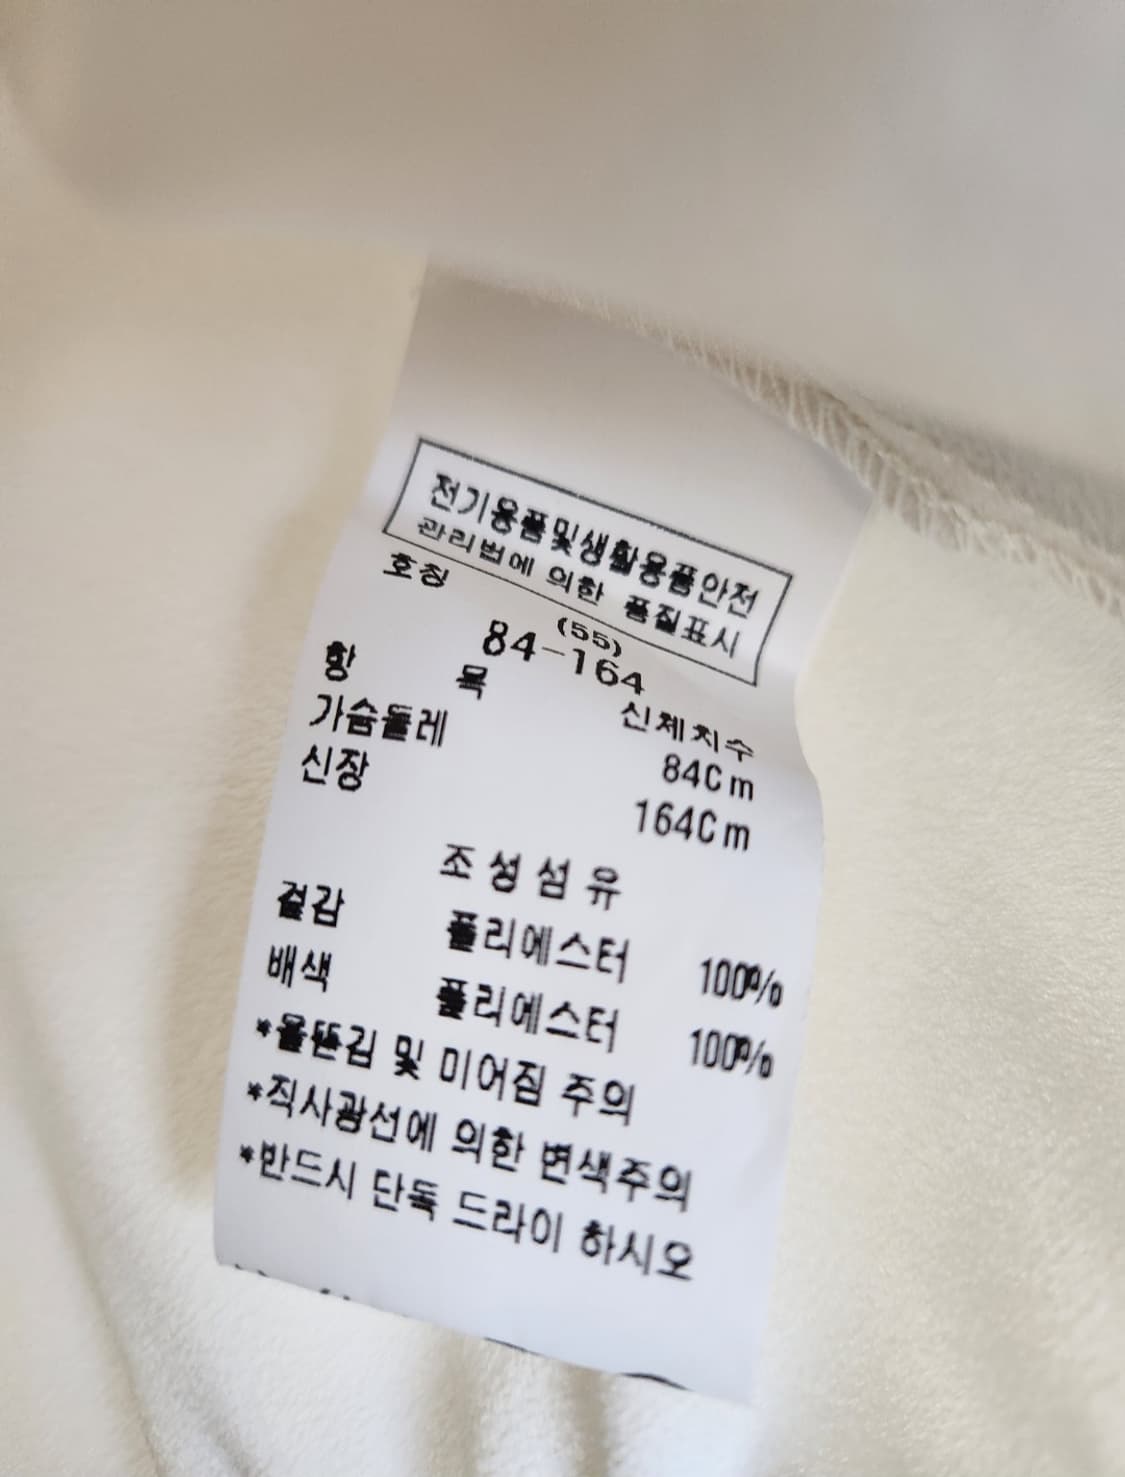 전기용품및생활용품안전
관리법에 의한 품질표시
호칭
(55)
84-164
항 목 신체치수
가슴둘레 84Cm
신장 164Cm
조성섬유
겉감 폴리에스터 100%
배색 폴리에스터 100%
*올뜯김 및 미어짐 주의
*직사광선에 의한 변색주의
*반드시 단독 드라이 하시오